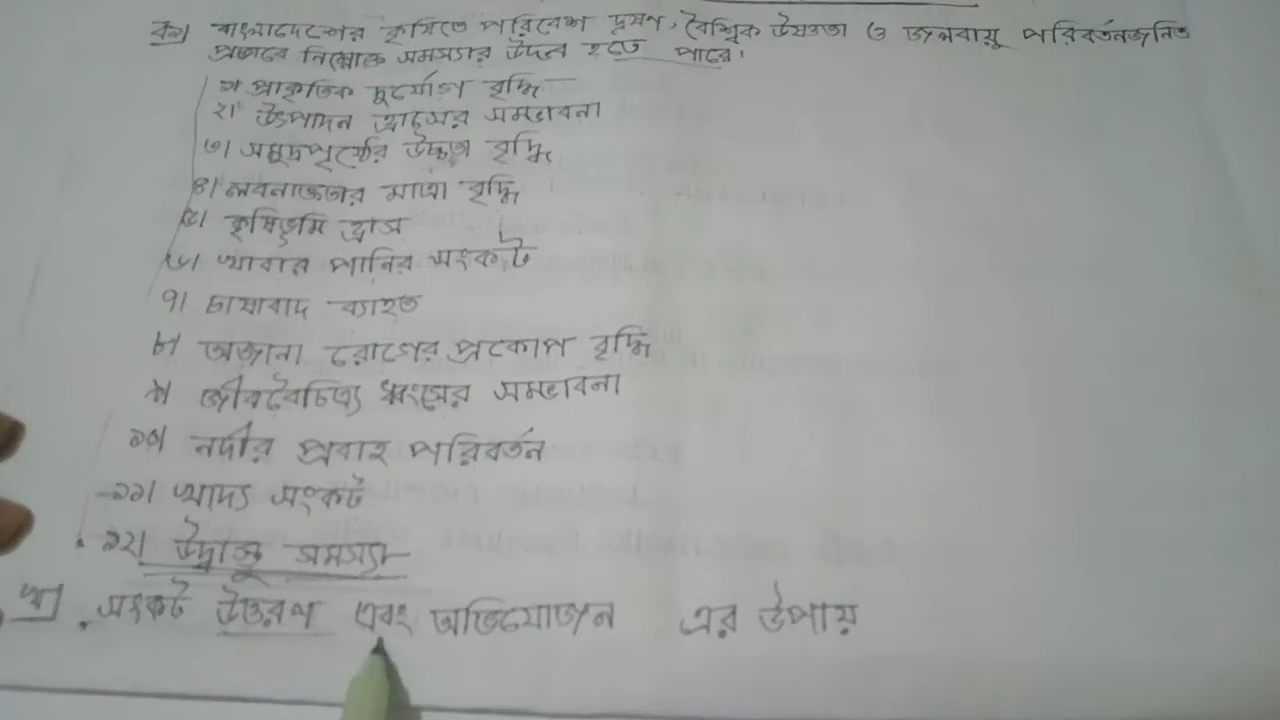 ক) বাংলাদেশের কৃষিতে পরিবেশ দূষণ, বৈশ্বিক উষ্ণতা ও জলবায়ু পরিবর্তনজনিত
প্রভাবে নিম্নোক্ত সমস্যার উদ্ভব হতে পারে।
১। প্রাকৃতিক দুর্যোগ বৃদ্ধি
২। উৎপাদন হ্রাসের সম্ভাবনা
৩। সমুদ্রপৃষ্ঠের উচ্চতা বৃদ্ধি
৪। লবনাক্ততার মাত্রা বৃদ্ধি
৫। কৃষিভূমি হ্রাস
৬। খাবার পানির সংকট
৭। চাষাবাদ ব্যাহত
৮। অজানা রোগের প্রকোপ বৃদ্ধি
৯। জীববৈচিত্র্য ধ্বংসের সম্ভাবনা
১০। নদীর প্রবাহ পরিবর্তন
১১। খাদ্য সংকট
১২। উদ্বাস্তু সমস্যা
খ) সংকট উত্তরণ এবং অভিযোজন এর উপায়